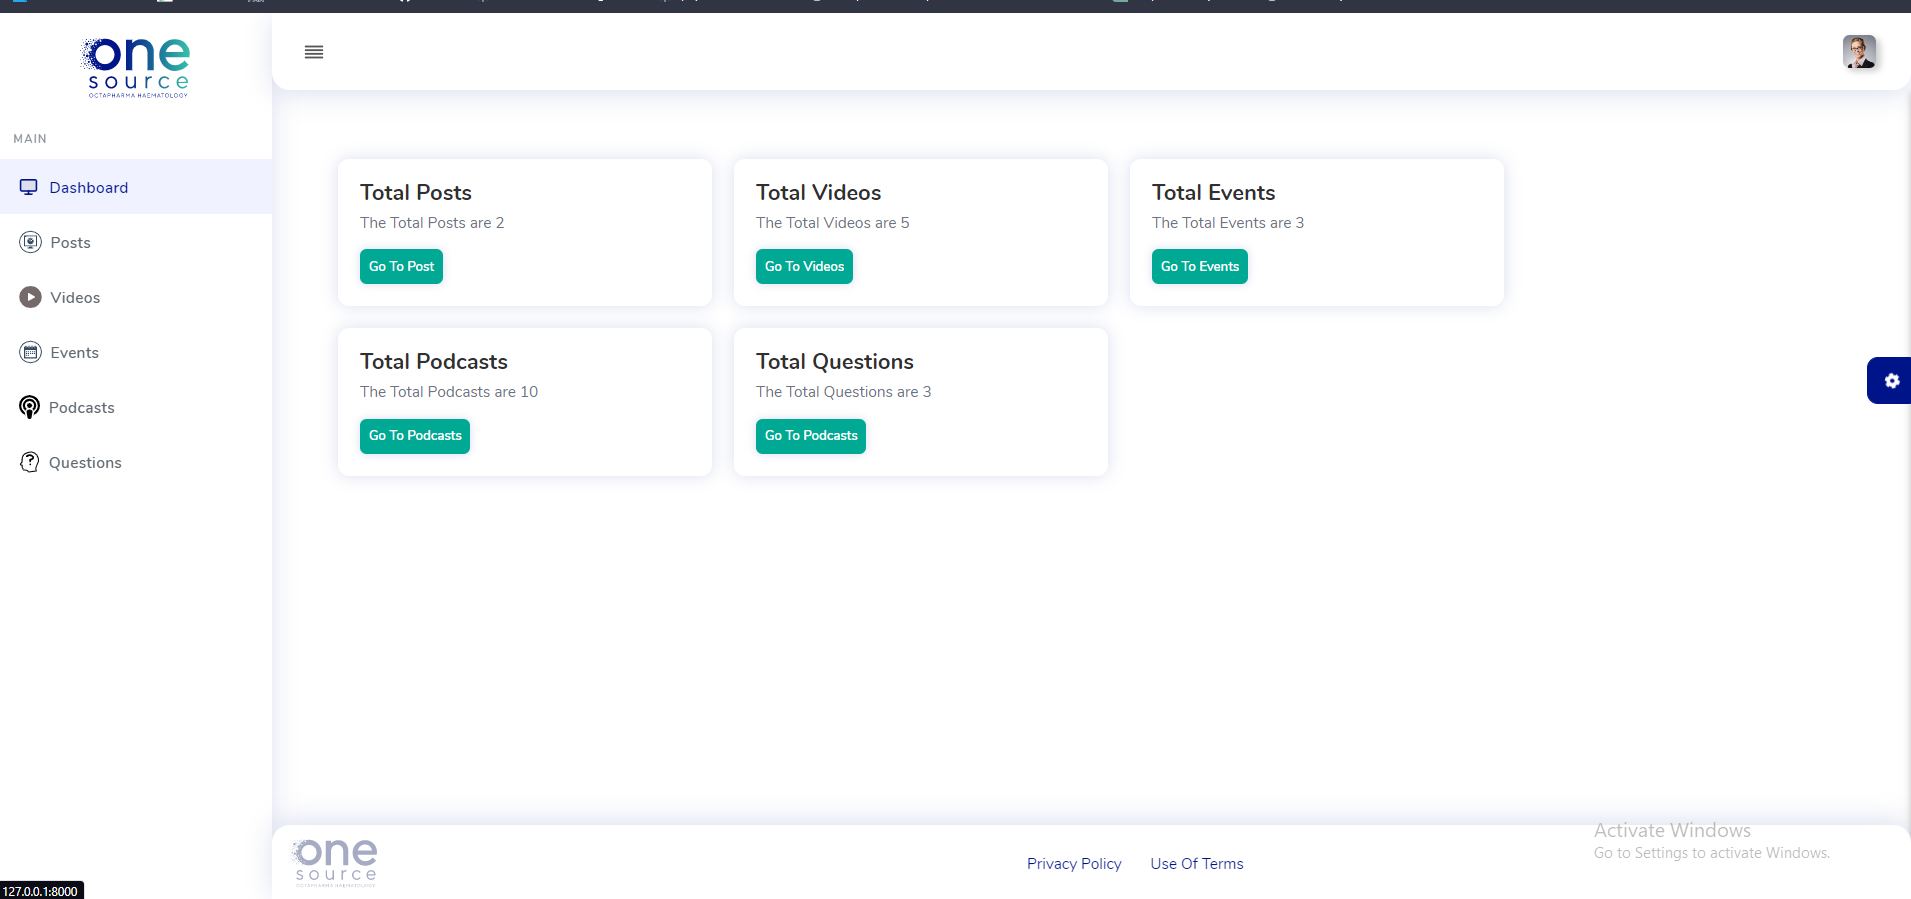 one
source
OCTAPHARMA HAEMATOLOGY
MAIN
Dashboard
Posts
Videos
Events
Podcasts
Questions
Total Posts
The Total Posts are 2
Go To Post
Total Videos
The Total Videos are 5
Go To Videos
Total Events
The Total Events are 3
Go To Events
Total Podcasts
The Total Podcasts are 10
Go To Podcasts
Total Questions
The Total Questions are 3
Go To Podcasts
one
source
OCTAPHARMA HAEMATOLOGY
Privacy Policy
Use Of Terms
Activate Windows
Go to Settings to activate Windows.
127.0.0.1:8000